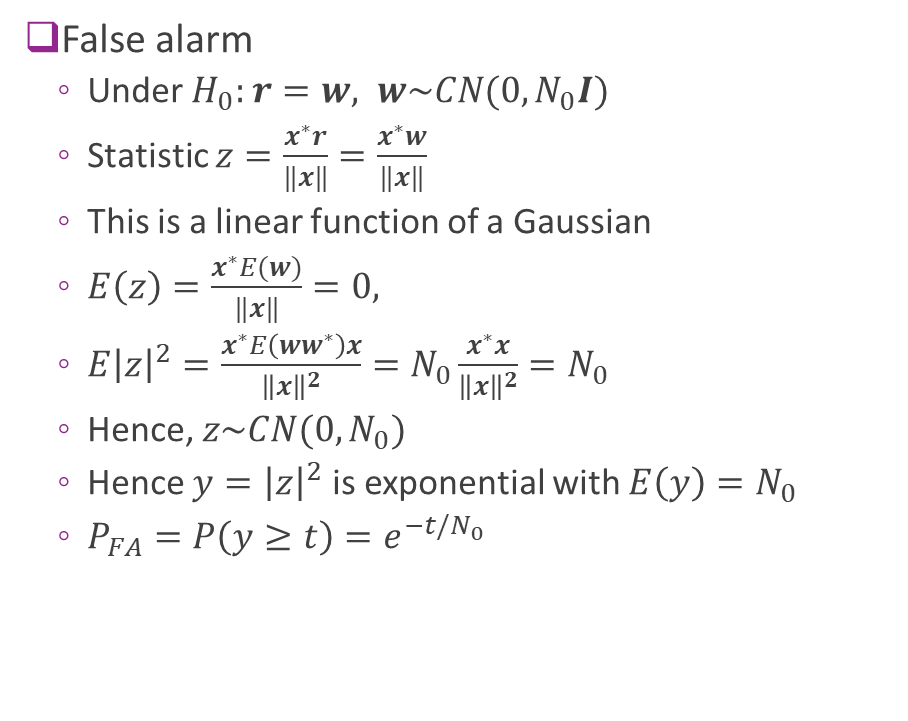 ❑False alarm
◦ Under H₀: r = w, w~CN(0, N₀I)
◦ Statistic z = x*r/‖x‖ = x*w/‖x‖
◦ This is a linear function of a Gaussian
◦ E(z) = x*E(w)/‖x‖ = 0,
◦ E|z|² = x*E(ww*)x/‖x‖² = N₀ x*x/‖x‖² = N₀
◦ Hence, z~CN(0, N₀)
◦ Hence y = |z|² is exponential with E(y) = N₀
◦ P_FA = P(y ≥ t) = e^(−t/N₀)